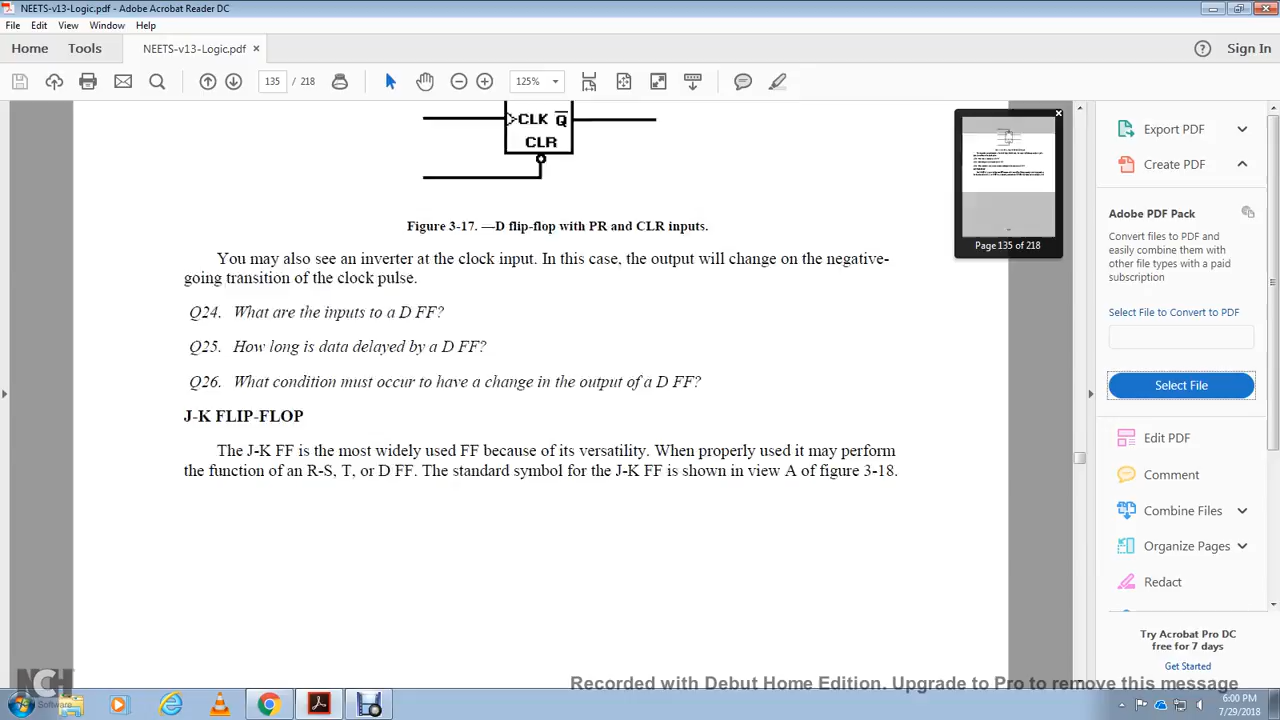 NEETS-v13-Logic.pdf - Adobe Acrobat Reader DC
File Edit View Window Help
Home Tools NEETS-v13-Logic.pdf × Sign In
135 / 218 125%
CLK Q̅
CLR
Figure 3-17. —D flip-flop with PR and CLR inputs.
You may also see an inverter at the clock input. In this case, the output will change on the negative-
going transition of the clock pulse.
Q24. What are the inputs to a D FF?
Q25. How long is data delayed by a D FF?
Q26. What condition must occur to have a change in the output of a D FF?
J-K FLIP-FLOP
The J-K FF is the most widely used FF because of its versatility. When properly used it may perform
the function of an R-S, T, or D FF. The standard symbol for the J-K FF is shown in view A of figure 3-18.
Page 135 of 218
Export PDF
Create PDF
Adobe PDF Pack
Convert files to PDF and
easily combine them with
other file types with a paid
subscription
Select File to Convert to PDF
Select File
Edit PDF
Comment
Combine Files
Organize Pages
Redact
Try Acrobat Pro DC
free for 7 days
Get Started
NCH
Software
Recorded with Debut Home Edition. Upgrade to Pro to remove this message
6:00 PM
7/29/2018